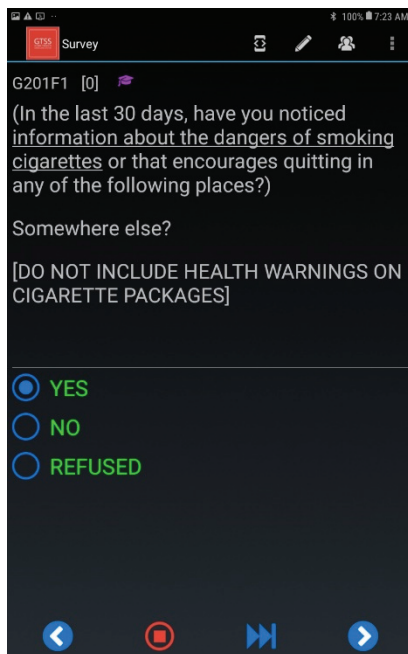 100% 7:23 AM
GTSS
Survey
G201F1 [0]
(In the last 30 days, have you noticed
information about the dangers of smoking
cigarettes or that encourages quitting in
any of the following places?)
Somewhere else?
[DO NOT INCLUDE HEALTH WARNINGS ON
CIGARETTE PACKAGES]
YES
NO
REFUSED